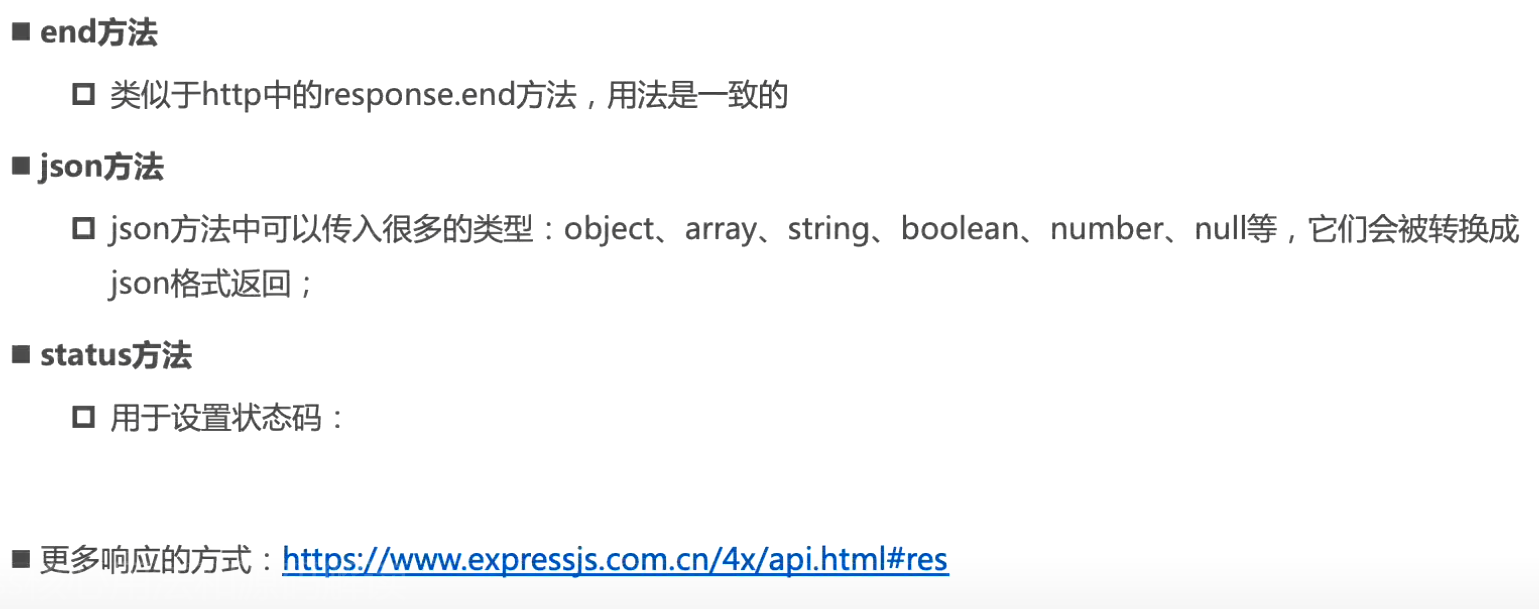 ■ end方法
□ 类似于http中的response.end方法，用法是一致的
■ json方法
□ json方法中可以传入很多的类型：object、array、string、boolean、number、null等，它们会被转换成
json格式返回；
■ status方法
□ 用于设置状态码：
■ 更多响应的方式：https://www.expressjs.com.cn/4x/api.html#res